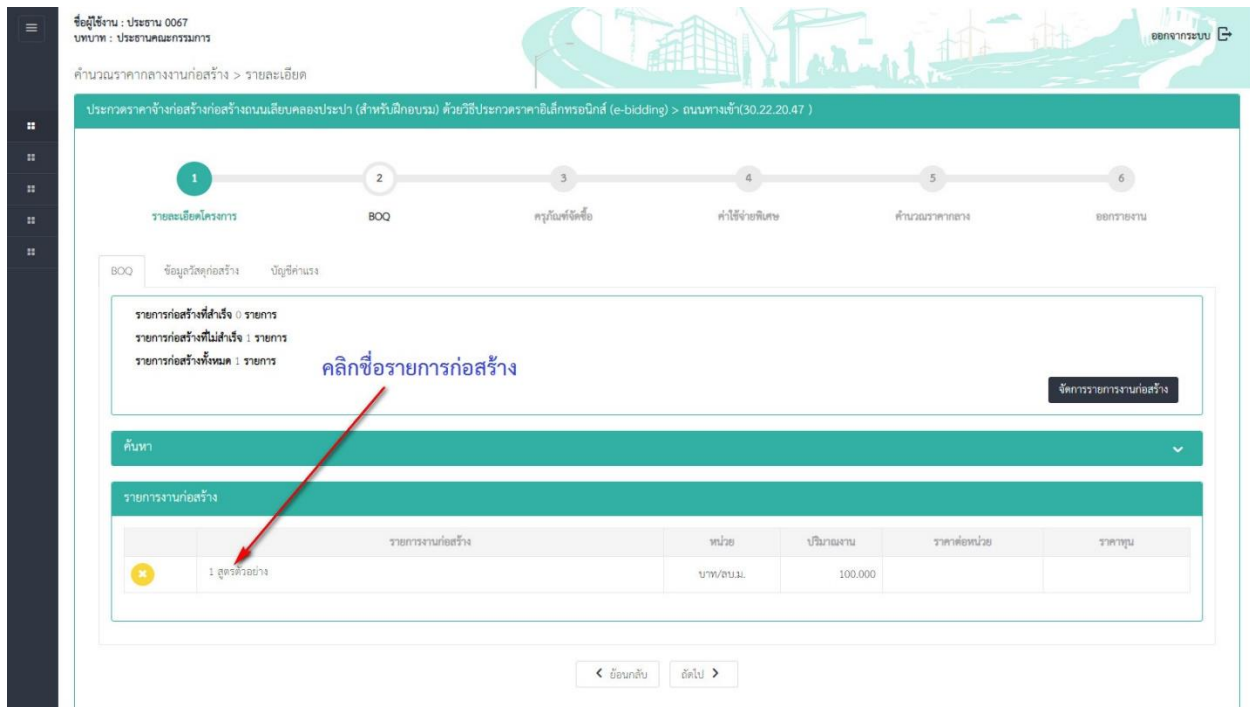 ชื่อผู้ใช้งาน : ประธาน 0067
บทบาท : ประธานคณะกรรมการ
ออกจากระบบ
คำนวณราคากลางงานก่อสร้าง > รายละเอียด
ประกวดราคาจ้างก่อสร้างก่อสร้างถนนเลียบคลองประปา (สำหรับฝึกอบรม) ด้วยวิธีประกวดราคาอิเล็กทรอนิกส์ (e-bidding) > ถนนทางเข้า(30.22.20.47 )
1 2 3 4 5 6
รายละเอียดโครงการ BOQ ครุภัณฑ์จัดซื้อ ค่าใช้จ่ายพิเศษ คำนวณราคากลาง ออกรายงาน
BOQ ข้อมูลวัสดุก่อสร้าง บัญชีค่าแรง
รายการก่อสร้างที่สำเร็จ 0 รายการ
รายการก่อสร้างที่ไม่สำเร็จ 1 รายการ
รายการก่อสร้างทั้งหมด 1 รายการ
คลิกชื่อรายการก่อสร้าง
จัดการรายการงานก่อสร้าง
ค้นหา
รายการงานก่อสร้าง
รายการงานก่อสร้าง หน่วย ปริมาณงาน ราคาต่อหน่วย ราคาทุน
1 สูตรตัวอย่าง บาท/ลบ.ม. 100.000
ย้อนกลับ ถัดไป